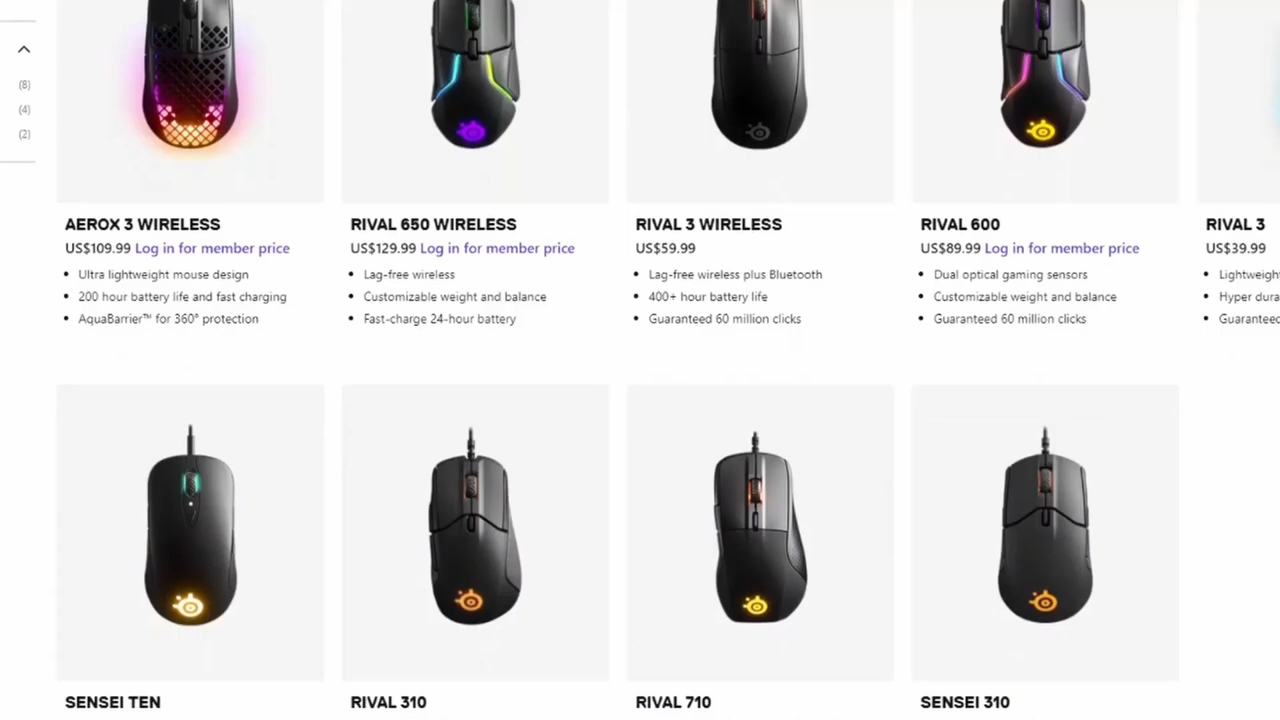 (8)
(4)
(2)
AEROX 3 WIRELESS
US$109.99 Log in for member price
• Ultra lightweight mouse design
• 200 hour battery life and fast charging
• AquaBarrier™ for 360° protection
RIVAL 650 WIRELESS
US$129.99 Log in for member price
• Lag-free wireless
• Customizable weight and balance
• Fast-charge 24-hour battery
RIVAL 3 WIRELESS
US$59.99
• Lag-free wireless plus Bluetooth
• 400+ hour battery life
• Guaranteed 60 million clicks
RIVAL 600
US$89.99 Log in for member price
• Dual optical gaming sensors
• Customizable weight and balance
• Guaranteed 60 million clicks
RIVAL 3
US$39.99
• Lightweight
• Hyper dura
• Guaranteed
SENSEI TEN
RIVAL 310
RIVAL 710
SENSEI 310